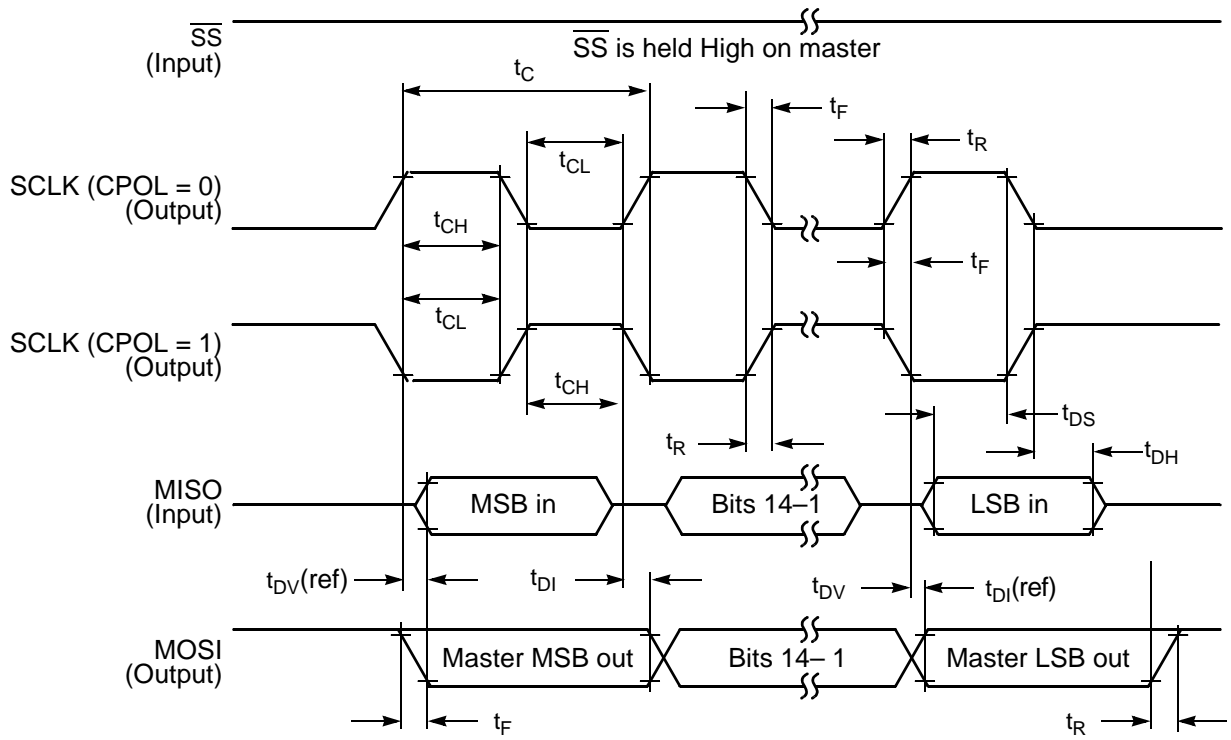 SS
(Input)
SS is held High on master
tC
tF
tR
tCL
SCLK (CPOL = 0)
(Output)
tCH
tF
tCL
SCLK (CPOL = 1)
(Output)
tCH
tDS
tR
tDH
MISO
(Input)
MSB in
Bits 14–1
LSB in
tDV(ref)
tDI
tDV
tDI(ref)
MOSI
(Output)
Master MSB out
Bits 14– 1
Master LSB out
tF
tR